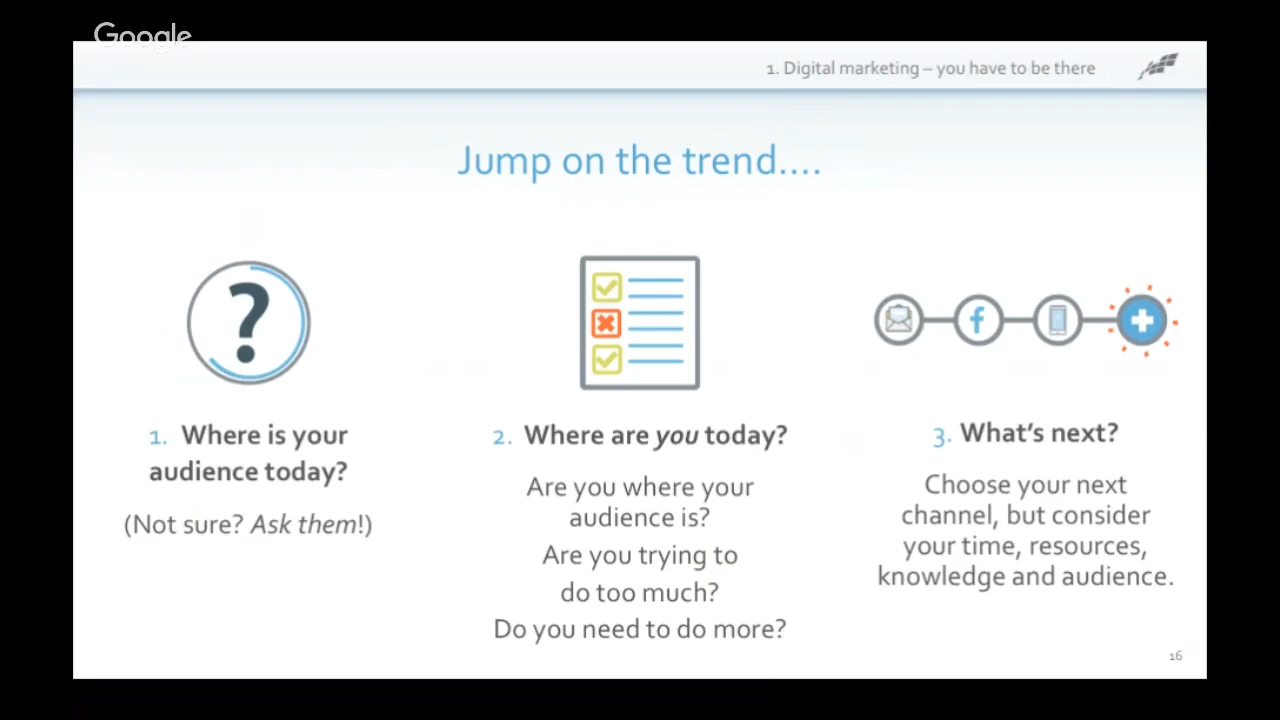 Google
1. Digital marketing – you have to be there
Jump on the trend....
1. Where is your
audience today?
(Not sure? Ask them!)
2. Where are you today?
Are you where your
audience is?
Are you trying to
do too much?
Do you need to do more?
f
3. What's next?
Choose your next
channel, but consider
your time, resources,
knowledge and audience.
16